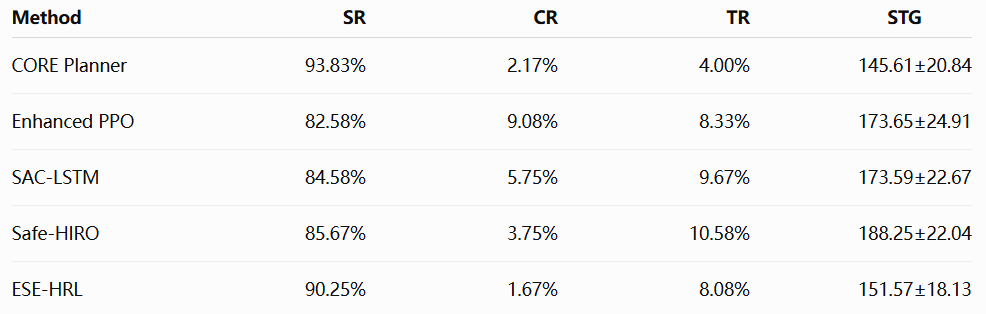 Method SR CR TR STG
CORE Planner 93.83% 2.17% 4.00% 145.61±20.84
Enhanced PPO 82.58% 9.08% 8.33% 173.65±24.91
SAC-LSTM 84.58% 5.75% 9.67% 173.59±22.67
Safe-HIRO 85.67% 3.75% 10.58% 188.25±22.04
ESE-HRL 90.25% 1.67% 8.08% 151.57±18.13